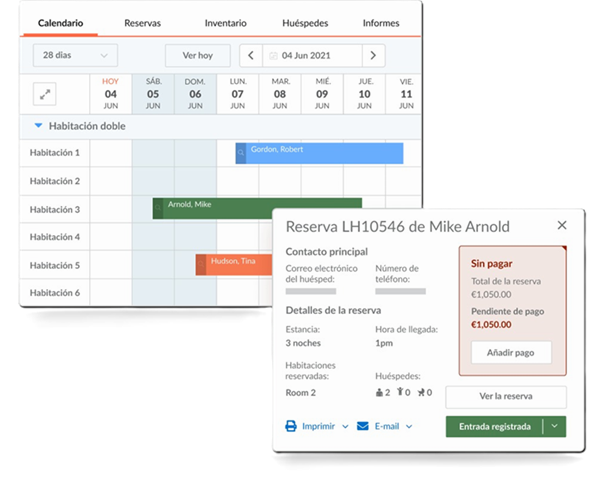 Calendario Reservas Inventario Huéspedes Informes
28 días Ver hoy 04 Jun 2021
HOY SÁB. DOM. LUN. MAR. MIÉ. JUE. VIE.
04 05 06 07 08 09 10 11
JUN JUN JUN JUN JUN JUN JUN JUN
Habitación doble
Habitación 1 Gordon, Robert
Habitación 2
Habitación 3 Arnold, Mike
Habitación 4
Habitación 5 Hudson, Tina
Habitación 6
Reserva LH10546 de Mike Arnold
Contacto principal
Correo electrónico
del huésped:
Número de
teléfono:
Detalles de la reserva
Estancia:
3 noches
Hora de llegada:
1pm
Habitaciones
reservadas:
Room 2
Huéspedes:
2 0 0
Imprimir E-mail
Sin pagar
Total de la reserva
€1,050.00
Pendiente de pago
€1,050.00
Añadir pago
Ver la reserva
Entrada registrada